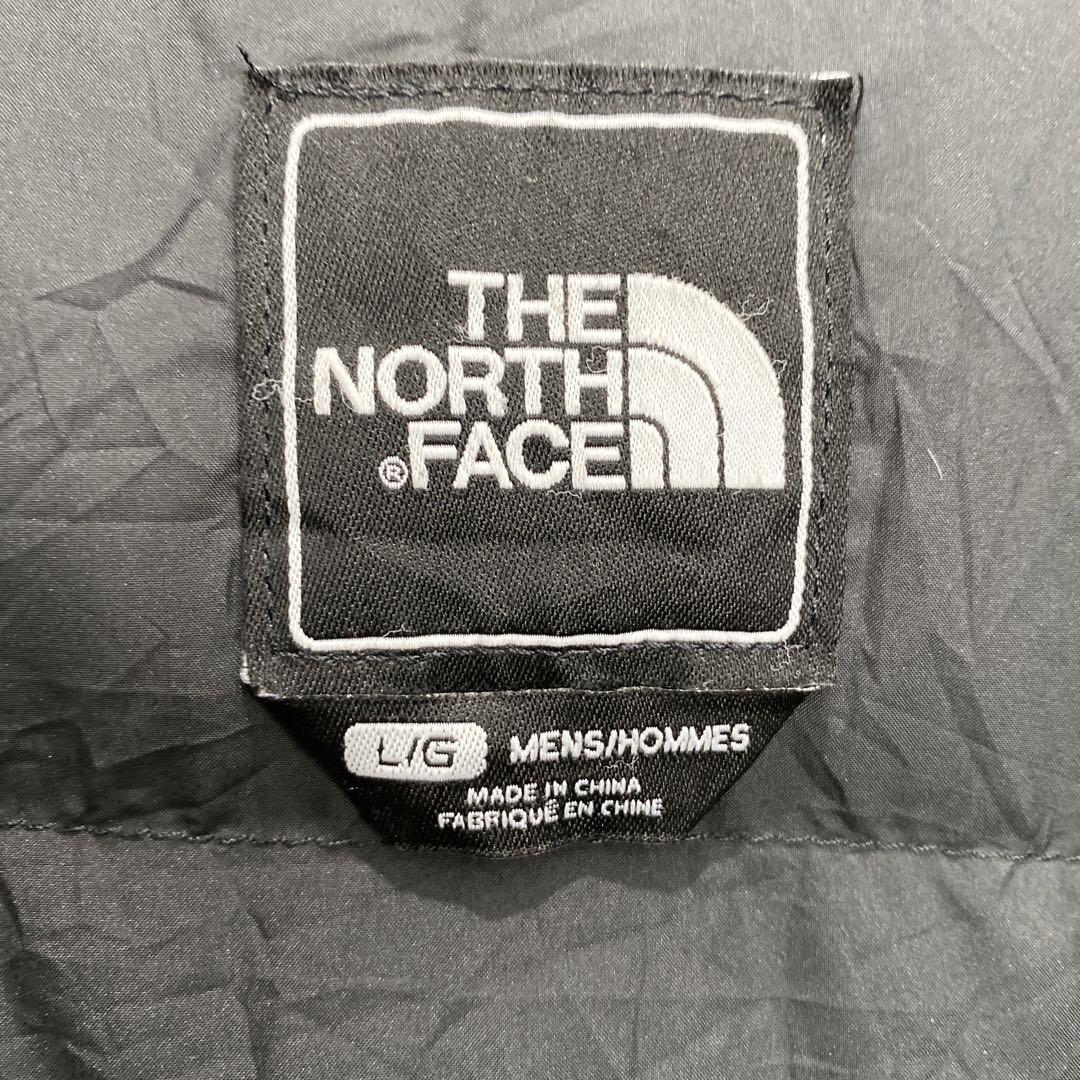 THE
NORTH
®FACE
L/G MENS/HOMMES
MADE IN CHINA
FABRIQUÉ EN CHINE